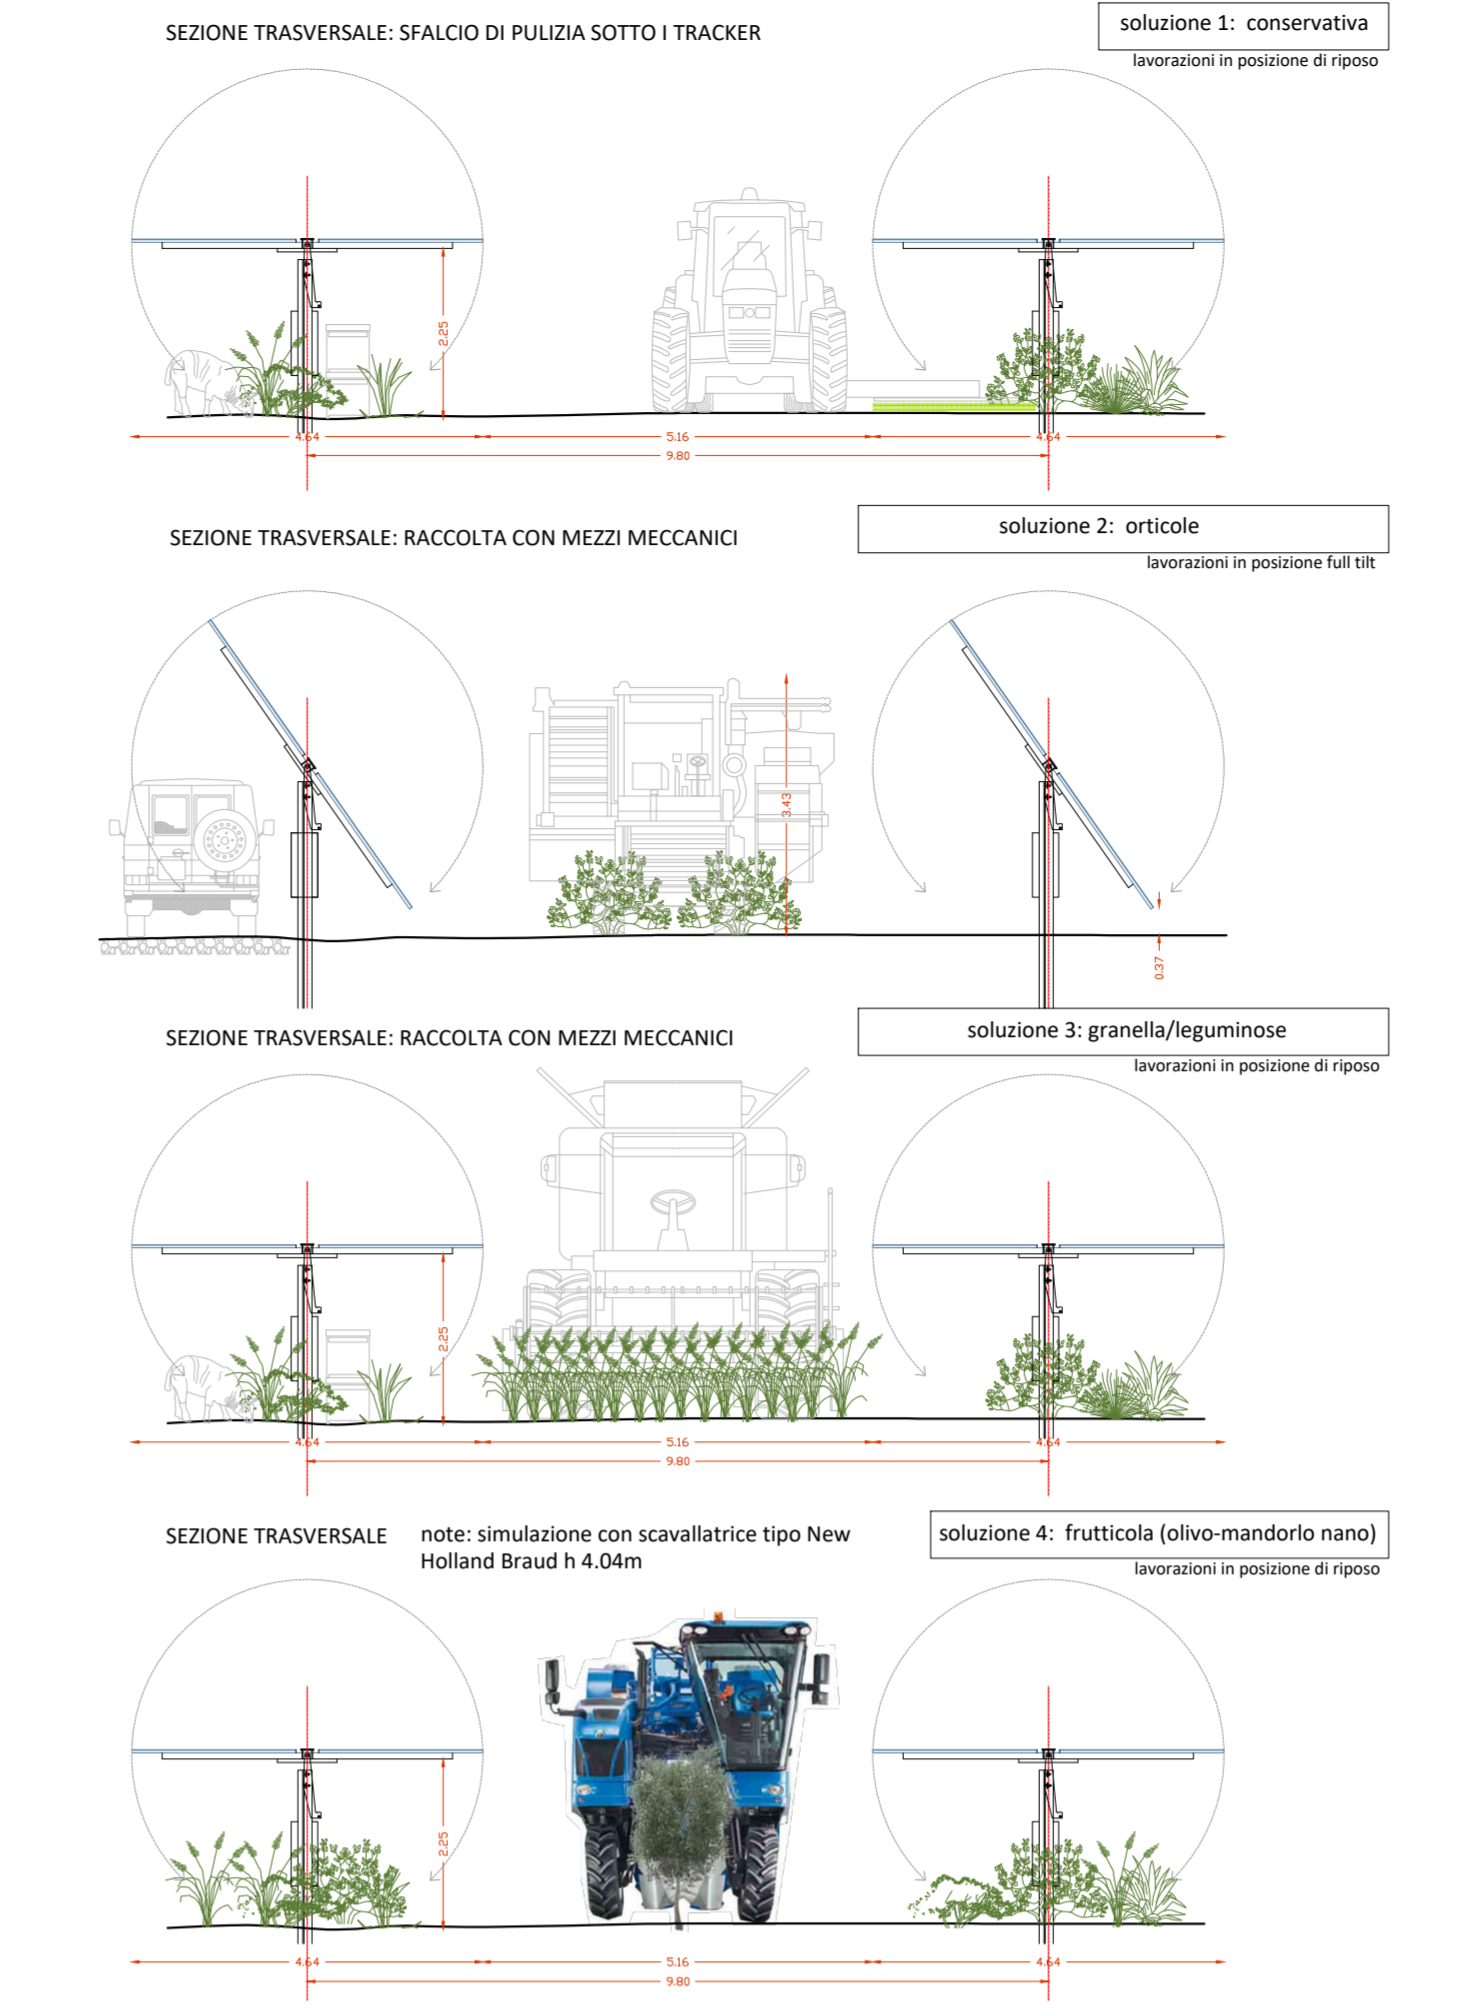 SEZIONE TRASVERSALE: SFALCIO DI PULIZIA SOTTO I TRACKER
soluzione 1: conservativa
lavorazioni in posizione di riposo
2.25
4.64
5.16
4.64
9.80
SEZIONE TRASVERSALE: RACCOLTA CON MEZZI MECCANICI
soluzione 2: orticole
lavorazioni in posizione full tilt
3.43
0.37
SEZIONE TRASVERSALE: RACCOLTA CON MEZZI MECCANICI
soluzione 3: granella/leguminose
lavorazioni in posizione di riposo
2.25
4.64
5.16
4.64
9.80
SEZIONE TRASVERSALE
note: simulazione con scavallatrice tipo New
Holland Braud h 4.04m
soluzione 4: frutticola (olivo-mandorlo nano)
lavorazioni in posizione di riposo
2.25
4.64
5.16
4.64
9.80